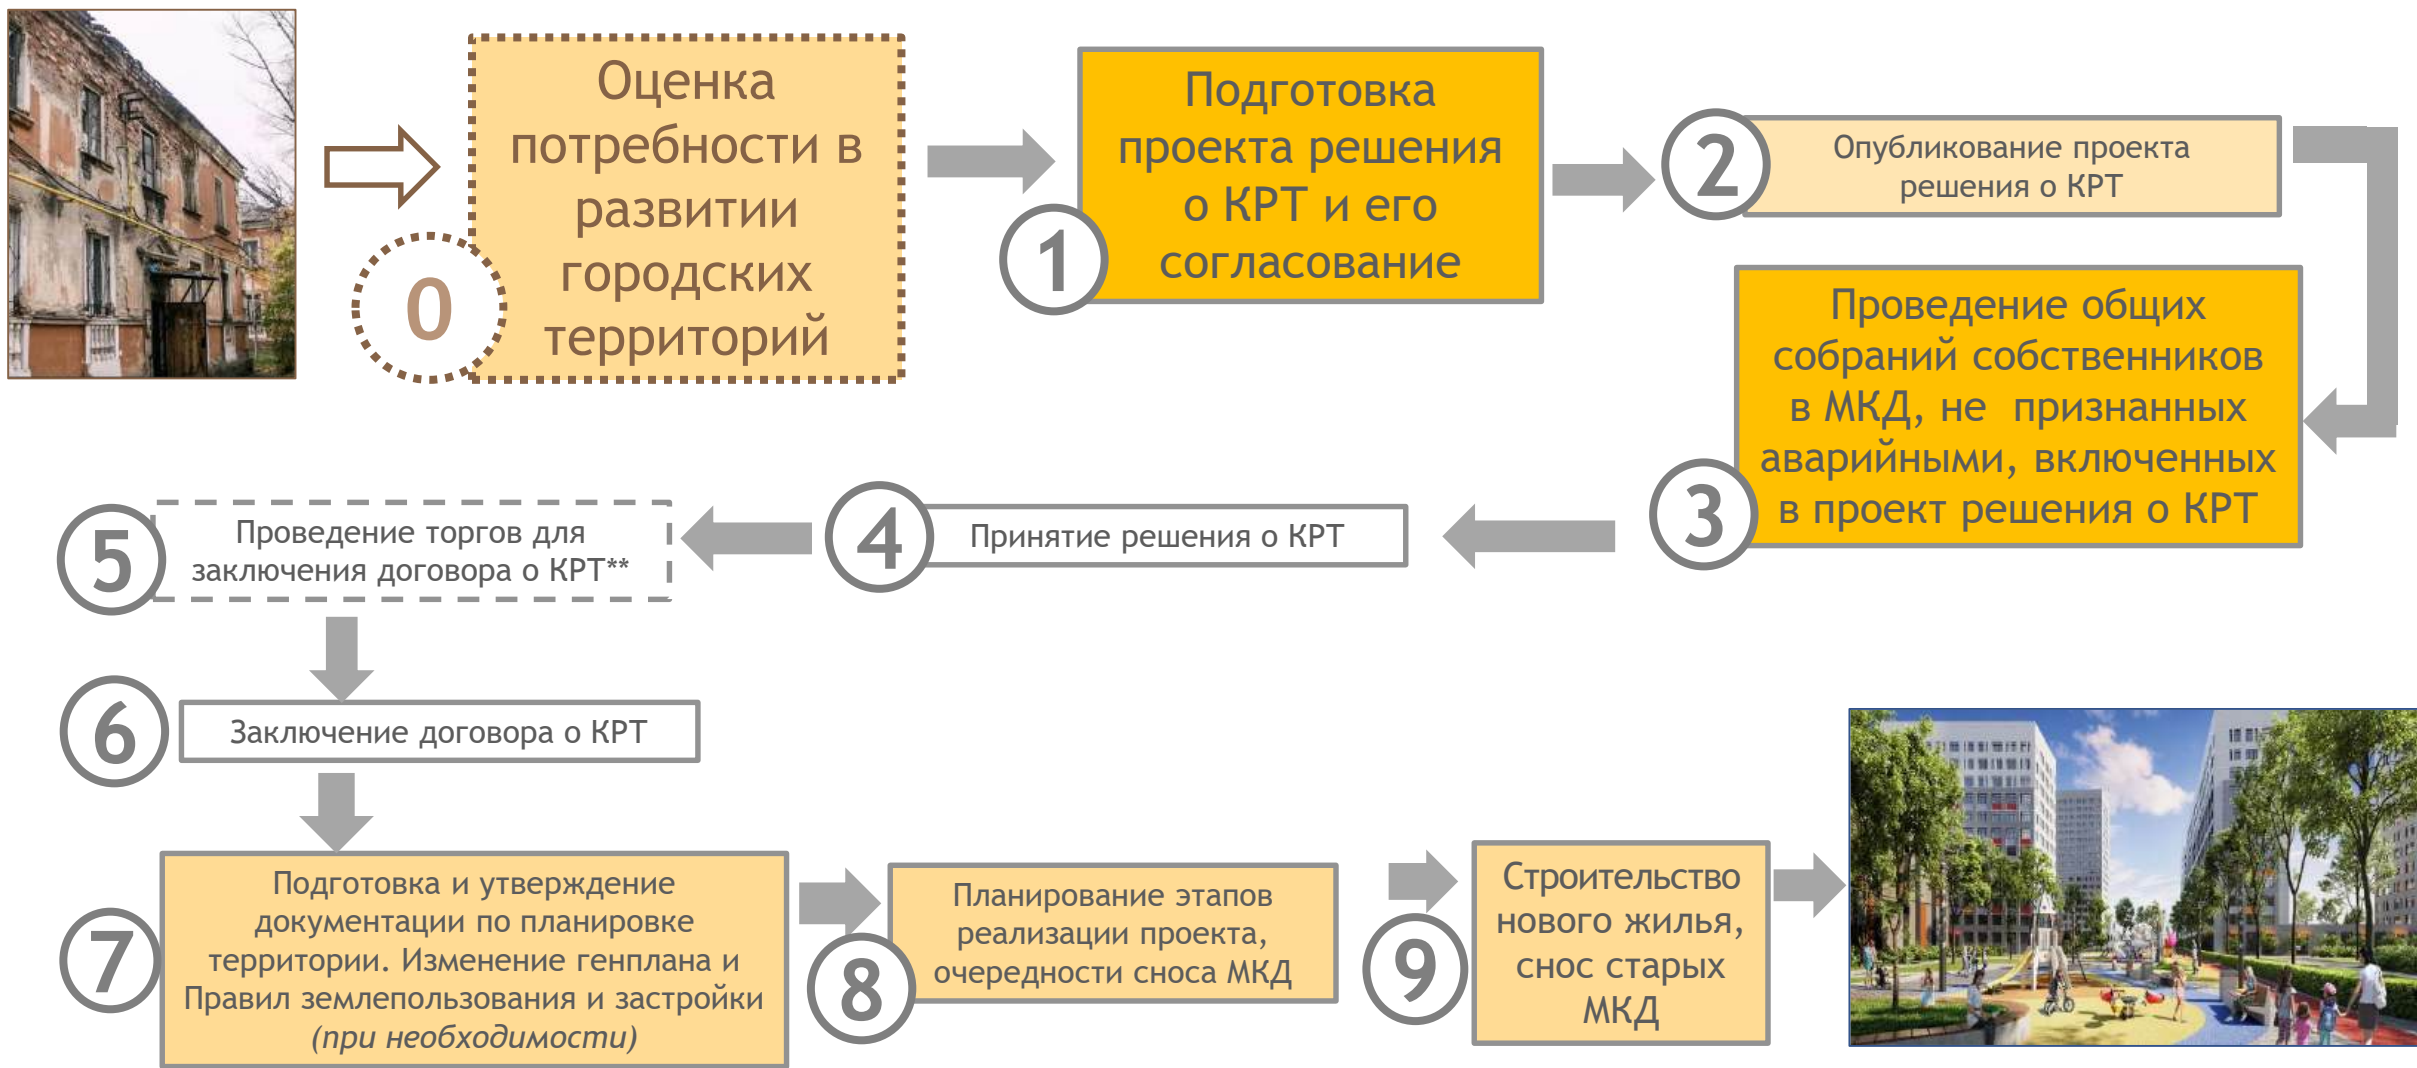 0
Оценка
потребности в
развитии
городских
территорий
1
Подготовка
проекта решения
о КРТ и его
согласование
2
Опубликование проекта
решения о КРТ
3
Проведение общих
собраний собственников
в МКД, не признанных
аварийными, включенных
в проект решения о КРТ
4
Принятие решения о КРТ
5
Проведение торгов для
заключения договора о КРТ**
6
Заключение договора о КРТ
7
Подготовка и утверждение
документации по планировке
территории. Изменение генплана и
Правил землепользования и застройки
(при необходимости)
8
Планирование этапов
реализации проекта,
очередности сноса МКД
9
Строительство
нового жилья,
снос старых
МКД